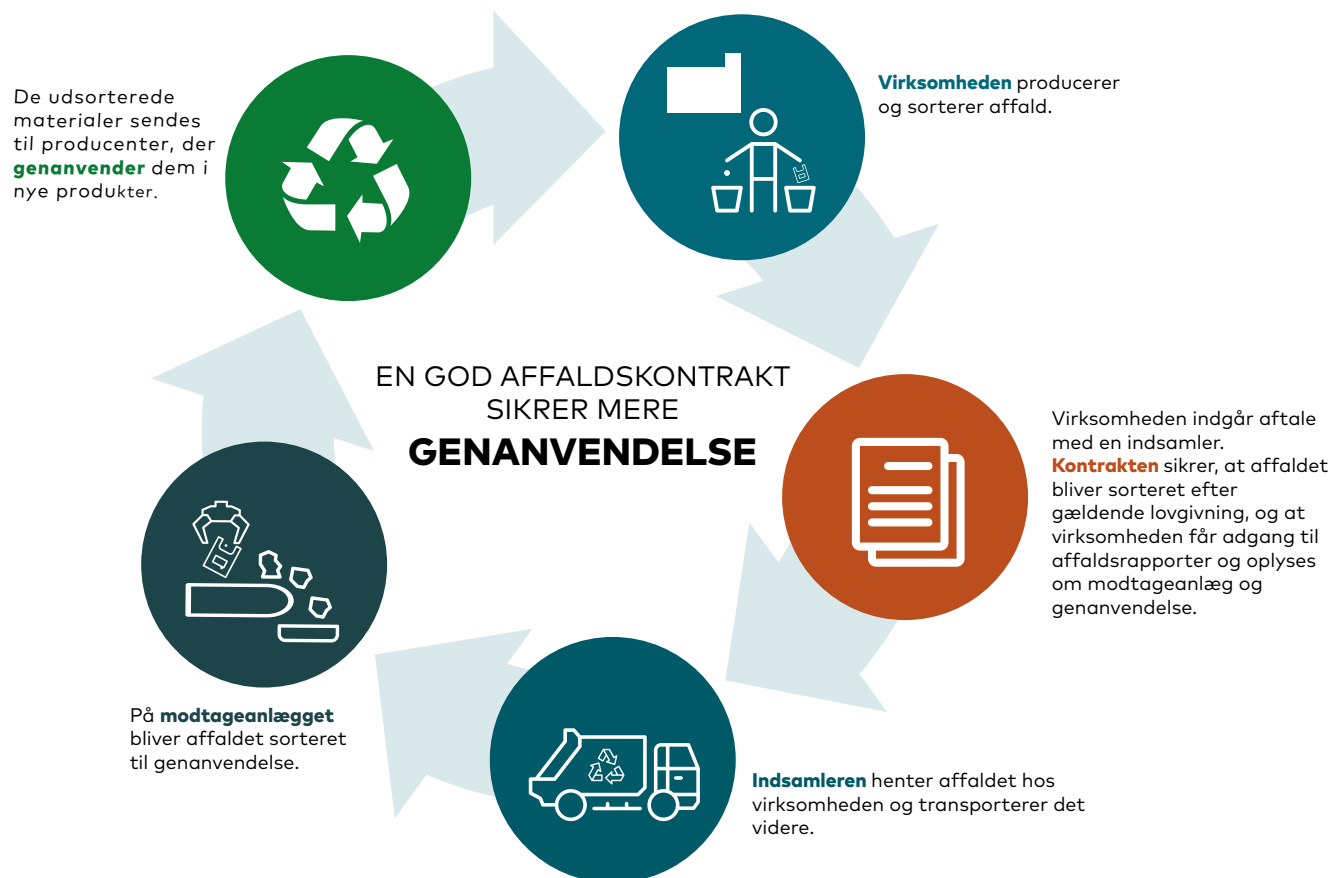 De udsorterede
materialer sendes
til producenter, der
genanvender dem i
nye produkter.
Virksomheden producerer
og sorterer affald.
EN GOD AFFALDSKONTRAKT
SIKRER MERE
GENANVENDELSE
Virksomheden indgår aftale
med en indsamler.
Kontrakten sikrer, at affaldet
bliver sorteret efter
gældende lovgivning, og at
virksomheden får adgang til
affaldsrapporter og oplyses
om modtageanlæg og
genanvendelse.
På modtageanlægget
bliver affaldet sorteret
til genanvendelse.
Indsamleren henter affaldet hos
virksomheden og transporterer det
videre.